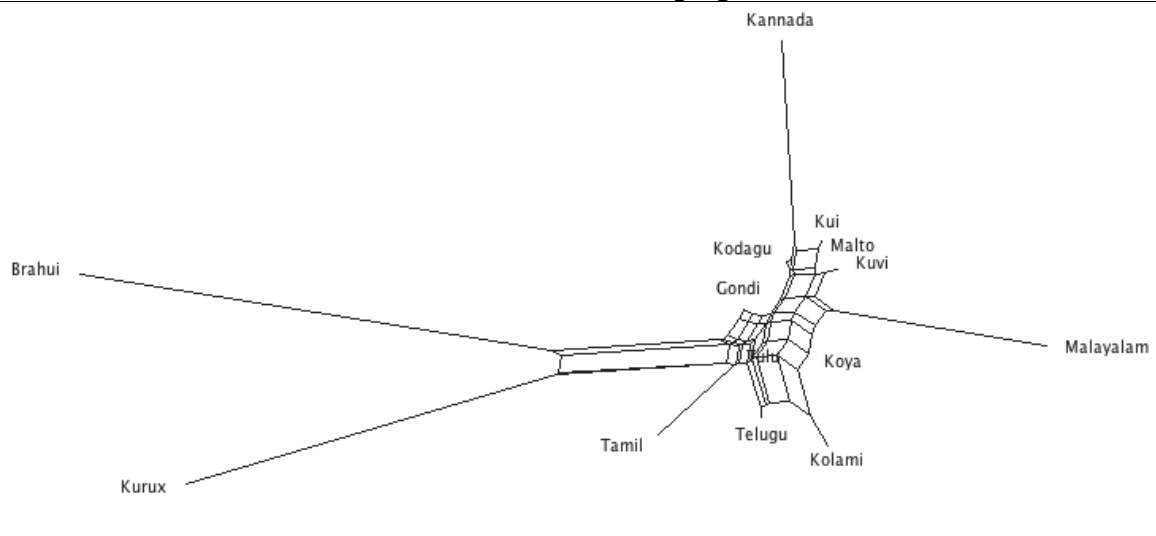 Kannada
Kui
Kodagu
Malto
Kuvi
Brahui
Gondi
Malayalam
Tulu
Koya
Telugu
Tamil
Kolami
Kurux